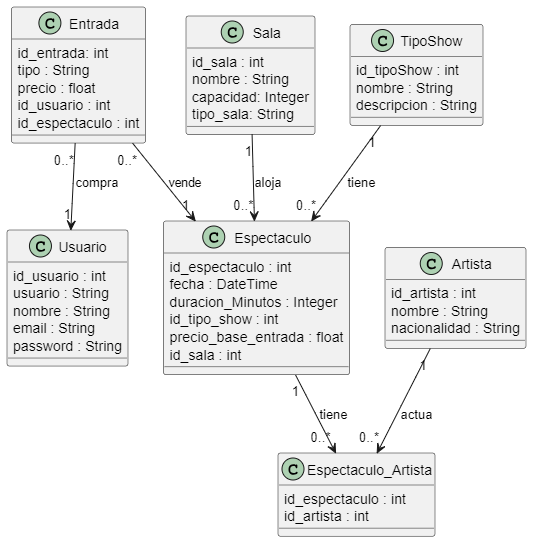 C Entrada
id_entrada: int
tipo : String
precio : float
id_usuario : int
id_espectaculo : int
C Sala
id_sala : int
nombre : String
capacidad: Integer
tipo_sala: String
C TipoShow
id_tipoShow : int
nombre : String
descripcion : String
0..*
compra
1
0..*
vende
1
1
aloja
0..*
1
tiene
0..*
C Usuario
id_usuario : int
usuario : String
nombre : String
email : String
password : String
C Espectaculo
id_espectaculo : int
fecha : DateTime
duracion_Minutos : Integer
id_tipo_show : int
precio_base_entrada : float
id_sala : int
C Artista
id_artista : int
nombre : String
nacionalidad : String
1
tiene
0..*
1
actua
0..*
C Espectaculo_Artista
id_espectaculo : int
id_artista : int